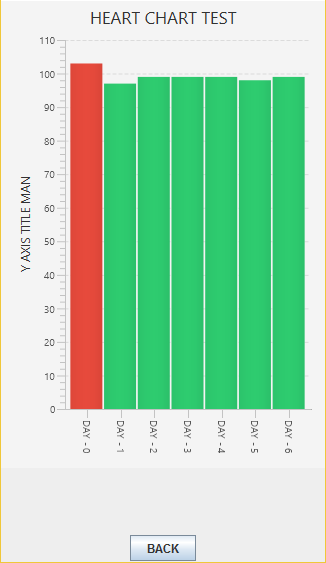 HEART CHART TEST
110
100
90
80
70
60
50
40
30
20
10
0
Y AXIS TITLE MAN
DAY - 0
DAY - 1
DAY - 2
DAY - 3
DAY - 4
DAY - 5
DAY - 6
BACK